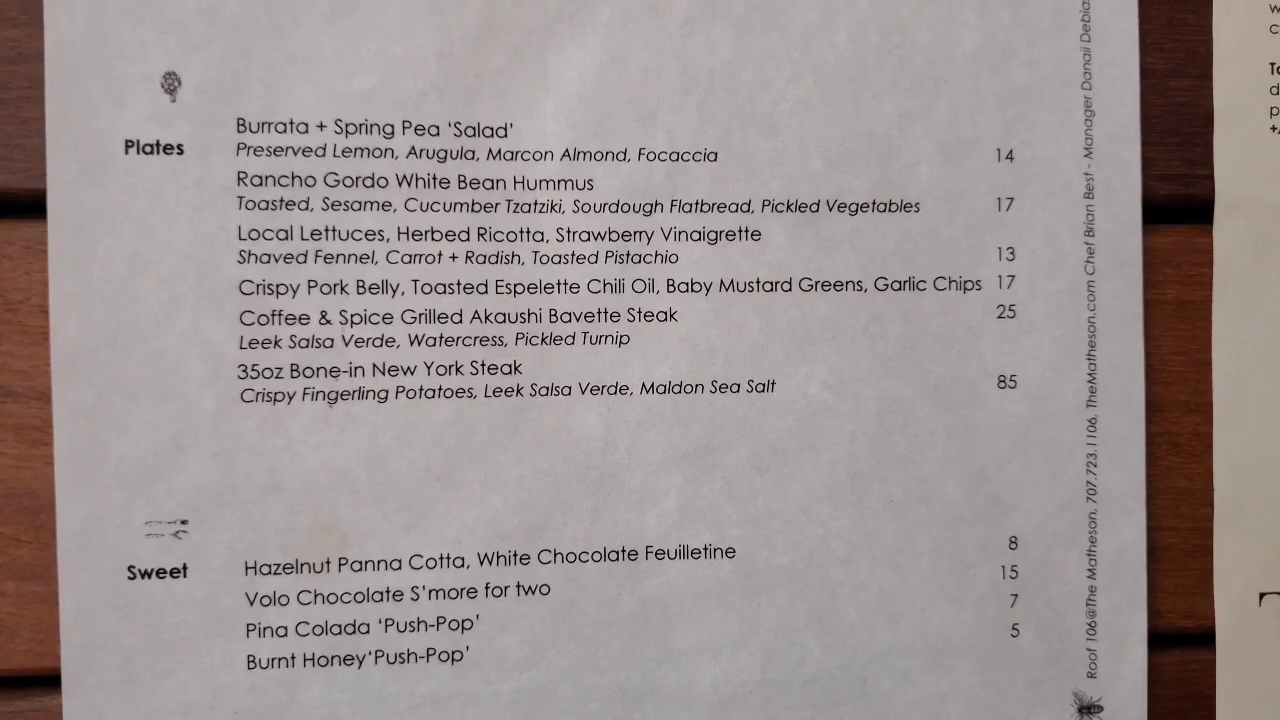 Plates
Burrata + Spring Pea ‘Salad’
Preserved Lemon, Arugula, Marcon Almond, Focaccia 14
Rancho Gordo White Bean Hummus
Toasted, Sesame, Cucumber Tzatziki, Sourdough Flatbread, Pickled Vegetables 17
Local Lettuces, Herbed Ricotta, Strawberry Vinaigrette
Shaved Fennel, Carrot + Radish, Toasted Pistachio 13
Crispy Pork Belly, Toasted Espelette Chili Oil, Baby Mustard Greens, Garlic Chips 17
Coffee & Spice Grilled Akaushi Bavette Steak 25
Leek Salsa Verde, Watercress, Pickled Turnip
35oz Bone-in New York Steak
Crispy Fingerling Potatoes, Leek Salsa Verde, Maldon Sea Salt 85
Sweet
Hazelnut Panna Cotta, White Chocolate Feuilletine 8
Volo Chocolate S’more for two 15
Pina Colada ‘Push-Pop’ 7
Burnt Honey‘Push-Pop’ 5
Roof 106@The Matheson, 707.723.1106, TheMatheson.com Chef Brian Best - Manager Danali